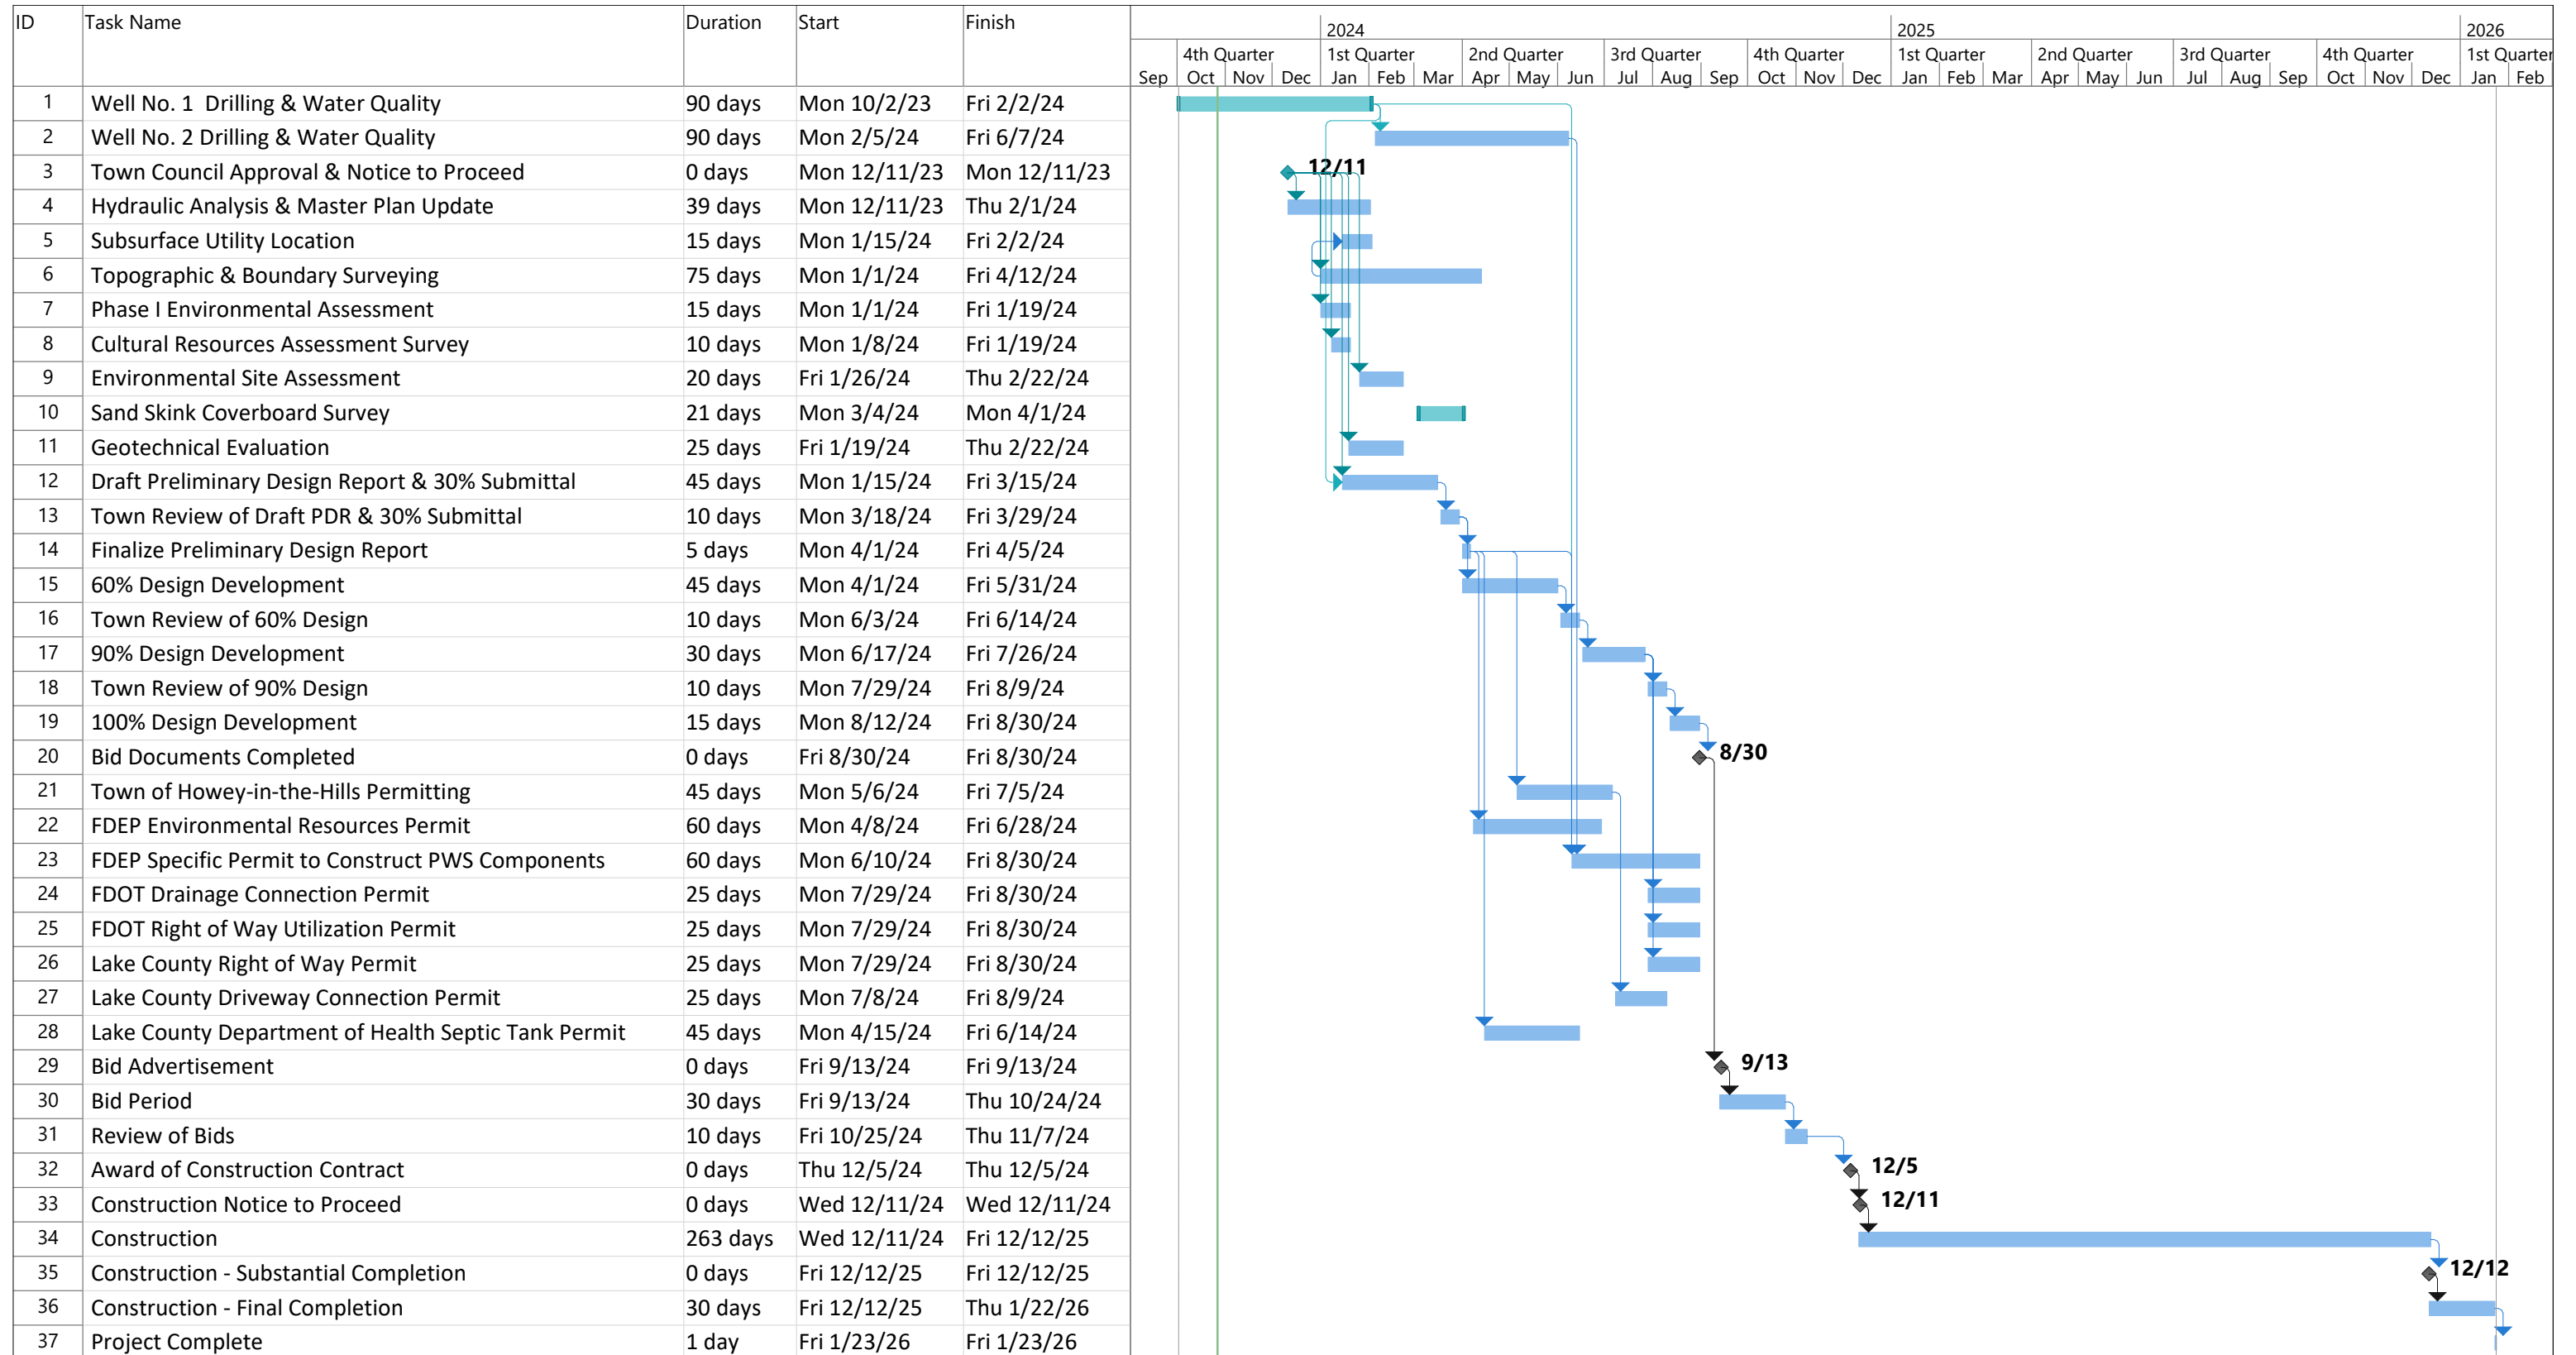 ID Task Name Duration Start Finish
2024 2025 2026
4th Quarter 1st Quarter 2nd Quarter 3rd Quarter 4th Quarter 1st Quarter 2nd Quarter 3rd Quarter 4th Quarter 1st Quarter
Sep Oct Nov Dec Jan Feb Mar Apr May Jun Jul Aug Sep Oct Nov Dec Jan Feb Mar Apr May Jun Jul Aug Sep Oct Nov Dec Jan Feb
1 Well No. 1 Drilling & Water Quality 90 days Mon 10/2/23 Fri 2/2/24
2 Well No. 2 Drilling & Water Quality 90 days Mon 2/5/24 Fri 6/7/24
3 Town Council Approval & Notice to Proceed 0 days Mon 12/11/23 Mon 12/11/23 12/11
4 Hydraulic Analysis & Master Plan Update 39 days Mon 12/11/23 Thu 2/1/24
5 Subsurface Utility Location 15 days Mon 1/15/24 Fri 2/2/24
6 Topographic & Boundary Surveying 75 days Mon 1/1/24 Fri 4/12/24
7 Phase I Environmental Assessment 15 days Mon 1/1/24 Fri 1/19/24
8 Cultural Resources Assessment Survey 10 days Mon 1/8/24 Fri 1/19/24
9 Environmental Site Assessment 20 days Fri 1/26/24 Thu 2/22/24
10 Sand Skink Coverboard Survey 21 days Mon 3/4/24 Mon 4/1/24
11 Geotechnical Evaluation 25 days Fri 1/19/24 Thu 2/22/24
12 Draft Preliminary Design Report & 30% Submittal 45 days Mon 1/15/24 Fri 3/15/24
13 Town Review of Draft PDR & 30% Submittal 10 days Mon 3/18/24 Fri 3/29/24
14 Finalize Preliminary Design Report 5 days Mon 4/1/24 Fri 4/5/24
15 60% Design Development 45 days Mon 4/1/24 Fri 5/31/24
16 Town Review of 60% Design 10 days Mon 6/3/24 Fri 6/14/24
17 90% Design Development 30 days Mon 6/17/24 Fri 7/26/24
18 Town Review of 90% Design 10 days Mon 7/29/24 Fri 8/9/24
19 100% Design Development 15 days Mon 8/12/24 Fri 8/30/24
20 Bid Documents Completed 0 days Fri 8/30/24 Fri 8/30/24 8/30
21 Town of Howey-in-the-Hills Permitting 45 days Mon 5/6/24 Fri 7/5/24
22 FDEP Environmental Resources Permit 60 days Mon 4/8/24 Fri 6/28/24
23 FDEP Specific Permit to Construct PWS Components 60 days Mon 6/10/24 Fri 8/30/24
24 FDOT Drainage Connection Permit 25 days Mon 7/29/24 Fri 8/30/24
25 FDOT Right of Way Utilization Permit 25 days Mon 7/29/24 Fri 8/30/24
26 Lake County Right of Way Permit 25 days Mon 7/29/24 Fri 8/30/24
27 Lake County Driveway Connection Permit 25 days Mon 7/8/24 Fri 8/9/24
28 Lake County Department of Health Septic Tank Permit 45 days Mon 4/15/24 Fri 6/14/24
29 Bid Advertisement 0 days Fri 9/13/24 Fri 9/13/24 9/13
30 Bid Period 30 days Fri 9/13/24 Thu 10/24/24
31 Review of Bids 10 days Fri 10/25/24 Thu 11/7/24
32 Award of Construction Contract 0 days Thu 12/5/24 Thu 12/5/24 12/5
33 Construction Notice to Proceed 0 days Wed 12/11/24 Wed 12/11/24 12/11
34 Construction 263 days Wed 12/11/24 Fri 12/12/25
35 Construction - Substantial Completion 0 days Fri 12/12/25 Fri 12/12/25 12/12
36 Construction - Final Completion 30 days Fri 12/12/25 Thu 1/22/26
37 Project Complete 1 day Fri 1/23/26 Fri 1/23/26